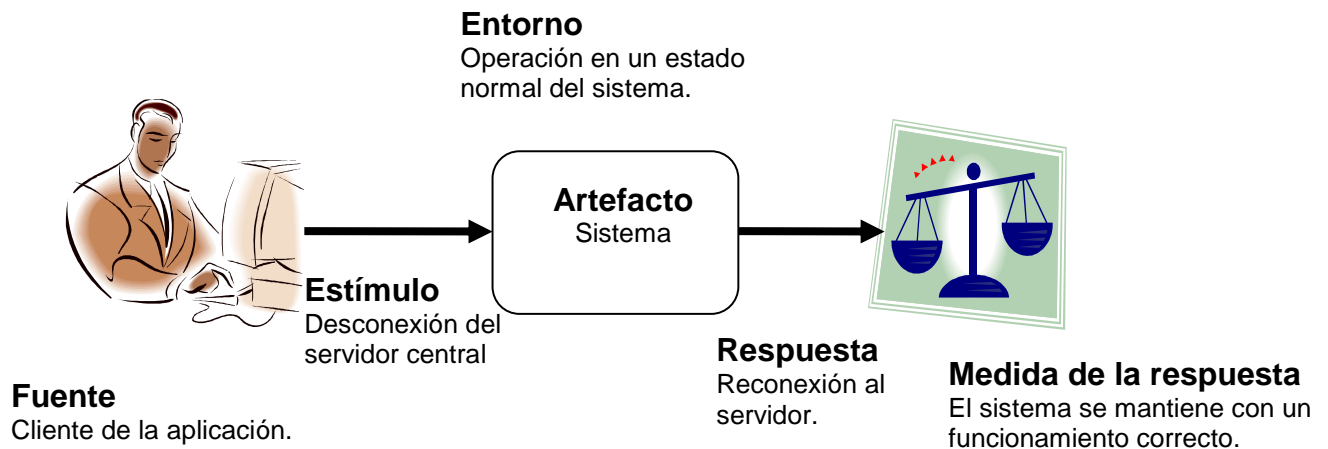 Entorno
Operación en un estado
normal del sistema.
Artefacto
Sistema
Estímulo
Desconexión del
servidor central
Respuesta
Reconexión al
servidor.
Medida de la respuesta
El sistema se mantiene con un
funcionamiento correcto.
Fuente
Cliente de la aplicación.